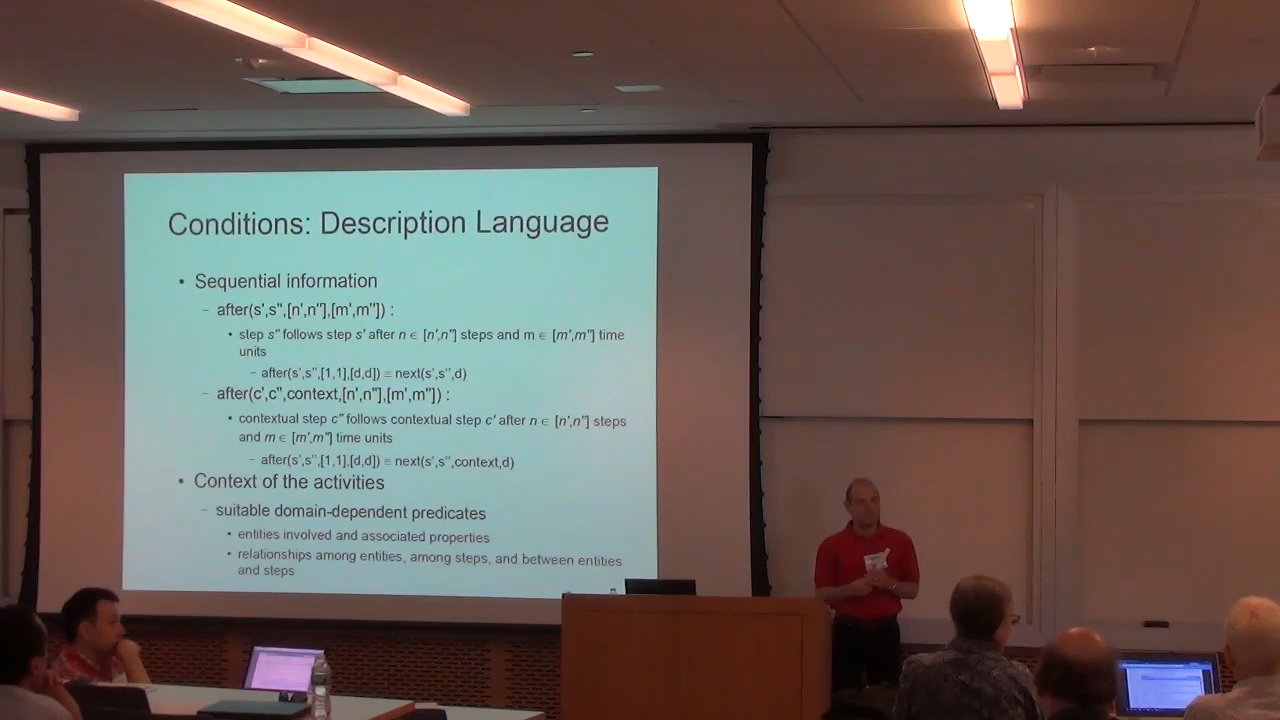 Conditions: Description Language
• Sequential information
– after(s',s'',[n',n''],[m',m'']) :
• step s'' follows step s' after n ∈ [n',n''] steps and m ∈ [m',m''] time
units
– after(s',s'',[1,1],[d,d]) ≡ next(s',s'',d)
– after(c',c'',context,[n',n''],[m',m'']) :
• contextual step c'' follows contextual step c' after n ∈ [n',n''] steps
and m ∈ [m',m''] time units
– after(s',s'',[1,1],[d,d]) ≡ next(s',s'',context,d)
• Context of the activities
– suitable domain-dependent predicates
• entities involved and associated properties
• relationships among entities, among steps, and between entities
and steps